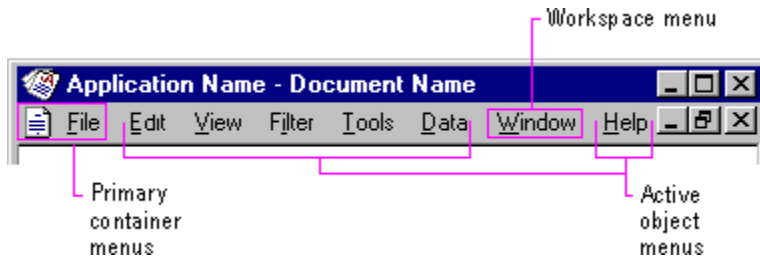 Workspace menu
Application Name - Document Name
File Edit View Filter Tools Data Window Help
Primary
container
menus
Active
object
menus